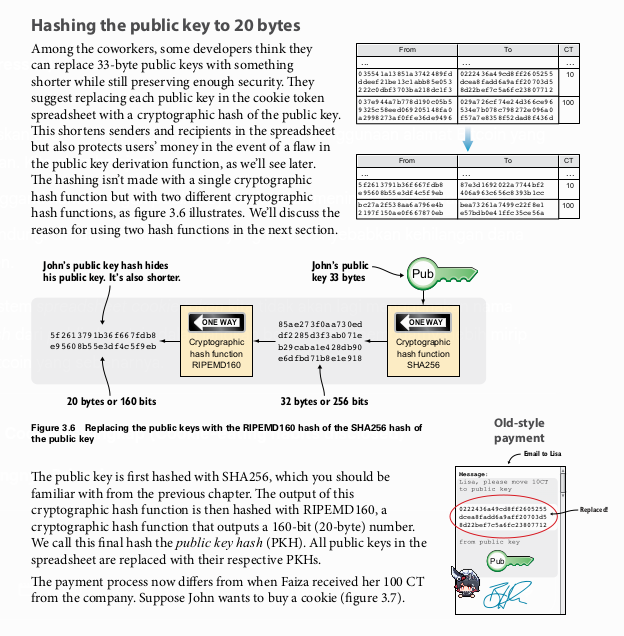 Hashing the public key to 20 bytes
Among the coworkers, some developers think they
can replace 33-byte public keys with something
shorter while still preserving enough security. They
suggest replacing each public key in the cookie token
spreadsheet with a cryptographic hash of the public key.
This shortens senders and recipients in the spreadsheet
but also protects users’ money in the event of a flaw in
the public key derivation function, as we’ll see later.
The hashing isn’t made with a single cryptographic
hash function but with two different cryptographic
hash functions, as figure 3.6 illustrates. We’ll discuss the
reason for using two hash functions in the next section.
From To CT
... ...
035541a13851a3742489fd 0222436a49cd8ff2605255 10
ddeef21be13c1abb85e053 dcea8fadd6a9aff20703d5
222c0dbf3703ba218dc1f3 8d22bef7c5a6fc23807712
037e944a7b778d190c05b5 029a726cf74e24d366ce96 100
9325c58eed069205148fa0 534e7b078c798272e096a0
a2998273af0ffe36de9496 f57a7e8358f52dad8f436d
From To CT
... ...
5f2613791b36f667fdb8 87e3d1692022a7744bf2 10
e95608b55e3df4c5f9eb 406a963c656c8393b1cc
bc27a2f538aa6a796e4b bea73261a7499c22f8e1 100
2197f150ae0f667870eb e57bdb0e41ffc35ce56a
John’s public key hash hides
his public key. It’s also shorter.
John’s public
key 33 bytes
Pub
5f2613791b36f667fdb8
e95608b55e3df4c5f9eb
ONE WAY
Cryptographic
hash function
RIPEMD160
85ae273f0aa730ed
df2285d3f3ab071e
b29caba1e428db90
e6dfbd71b8e1e918
ONE WAY
Cryptographic
hash function
SHA256
20 bytes or 160 bits
32 bytes or 256 bits
Figure 3.6 Replacing the public keys with the RIPEMD160 hash of the SHA256 hash of
the public key
The public key is first hashed with SHA256, which you should be
familiar with from the previous chapter. The output of this
cryptographic hash function is then hashed with RIPEMD160, a
cryptographic hash function that outputs a 160-bit (20-byte) number.
We call this final hash the public key hash (PKH). All public keys in the
spreadsheet are replaced with their respective PKHs.
The payment process now differs from when Faiza received her 100 CT
from the company. Suppose John wants to buy a cookie (figure 3.7).
Old-style
payment
Email to Lisa
Message:
Lisa, please move 10CT
to public key
0222436a49cd8ff2605255
dcea8fadd6a9aff20703d5
8d22bef7c5a6fc23807712
Replaced!
from public key
Pub